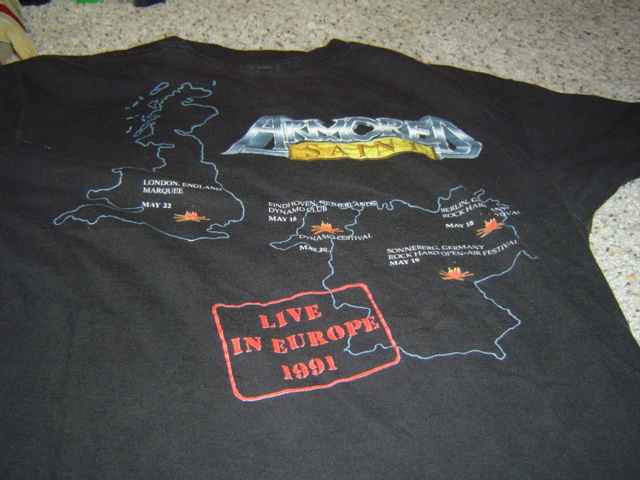 ARMORED
SAINT
LONDON, ENGLAND
MARQUEE
MAY 22
EINDHOVEN, NETHERLANDS
DYNAMO CLUB
MAY 18
DYNAMO FESTIVAL
MAY 20
BERLIN,
ROCK HARD
MAY 18
SONNEBERG, GERMANY
ROCK HARD OPEN-AIR FESTIVAL
MAY 19
LIVE
IN EUROPE
1991